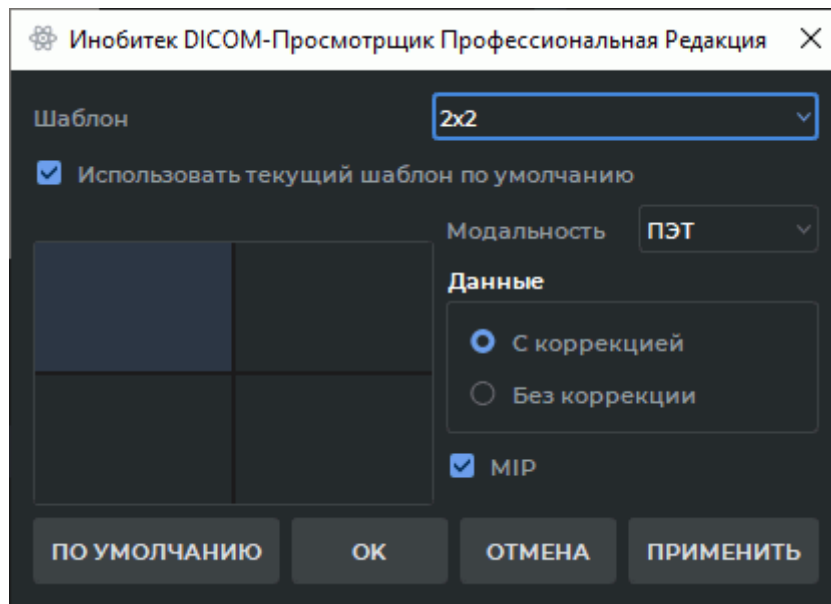 Инобитек DICOM-Просмотрщик Профессиональная Редакция
Шаблон 2x2
Использовать текущий шаблон по умолчанию
Модальность ПЭТ
Данные
С коррекцией
Без коррекции
MIP
ПО УМОЛЧАНИЮ ОК ОТМЕНА ПРИМЕНИТЬ